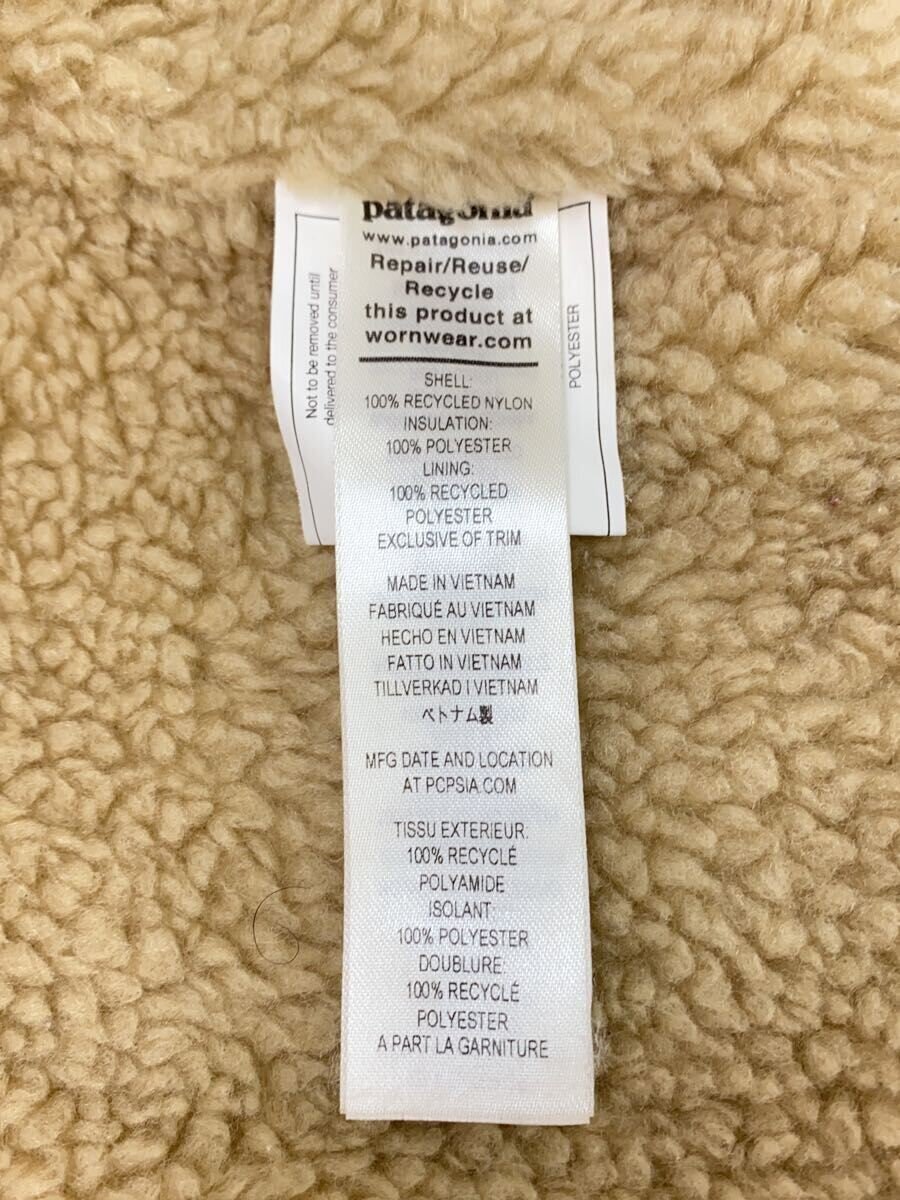 patagonia
www.patagonia.com
Repair/Reuse/
Recycle
this product at
wornwear.com
SHELL:
100% RECYCLED NYLON
INSULATION:
100% POLYESTER
LINING:
100% RECYCLED
POLYESTER
EXCLUSIVE OF TRIM
MADE IN VIETNAM
FABRIQUÉ AU VIETNAM
HECHO EN VIETNAM
FATTO IN VIETNAM
TILLVERKAD I VIETNAM
ベトナム製
MFG DATE AND LOCATION
AT PCPSIA.COM
TISSU EXTERIEUR:
100% RECYCLÉ
POLYAMIDE
ISOLANT:
100% POLYESTER
DOUBLURE:
100% RECYCLÉ
POLYESTER
A PART LA GARNITURE
Not to be removed until
delivered to the consumer
POLYESTER